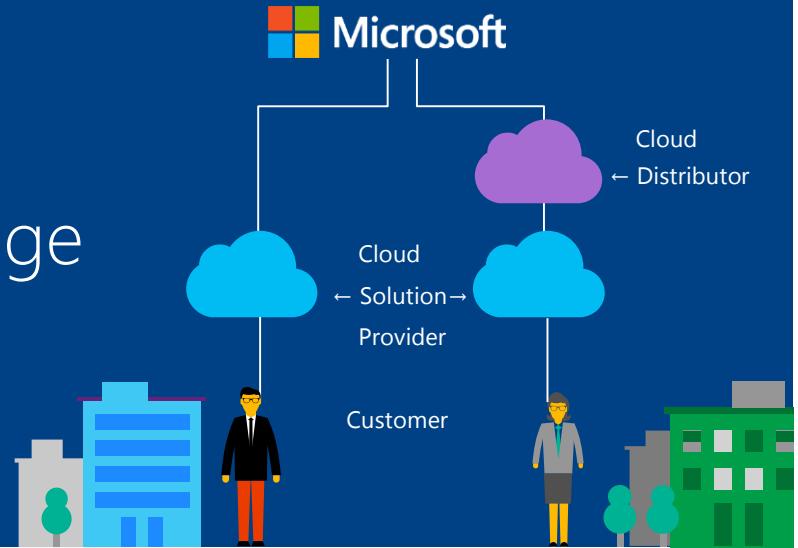 Microsoft
Cloud
← Distributor
ge
Cloud
← Solution→
Provider
Customer